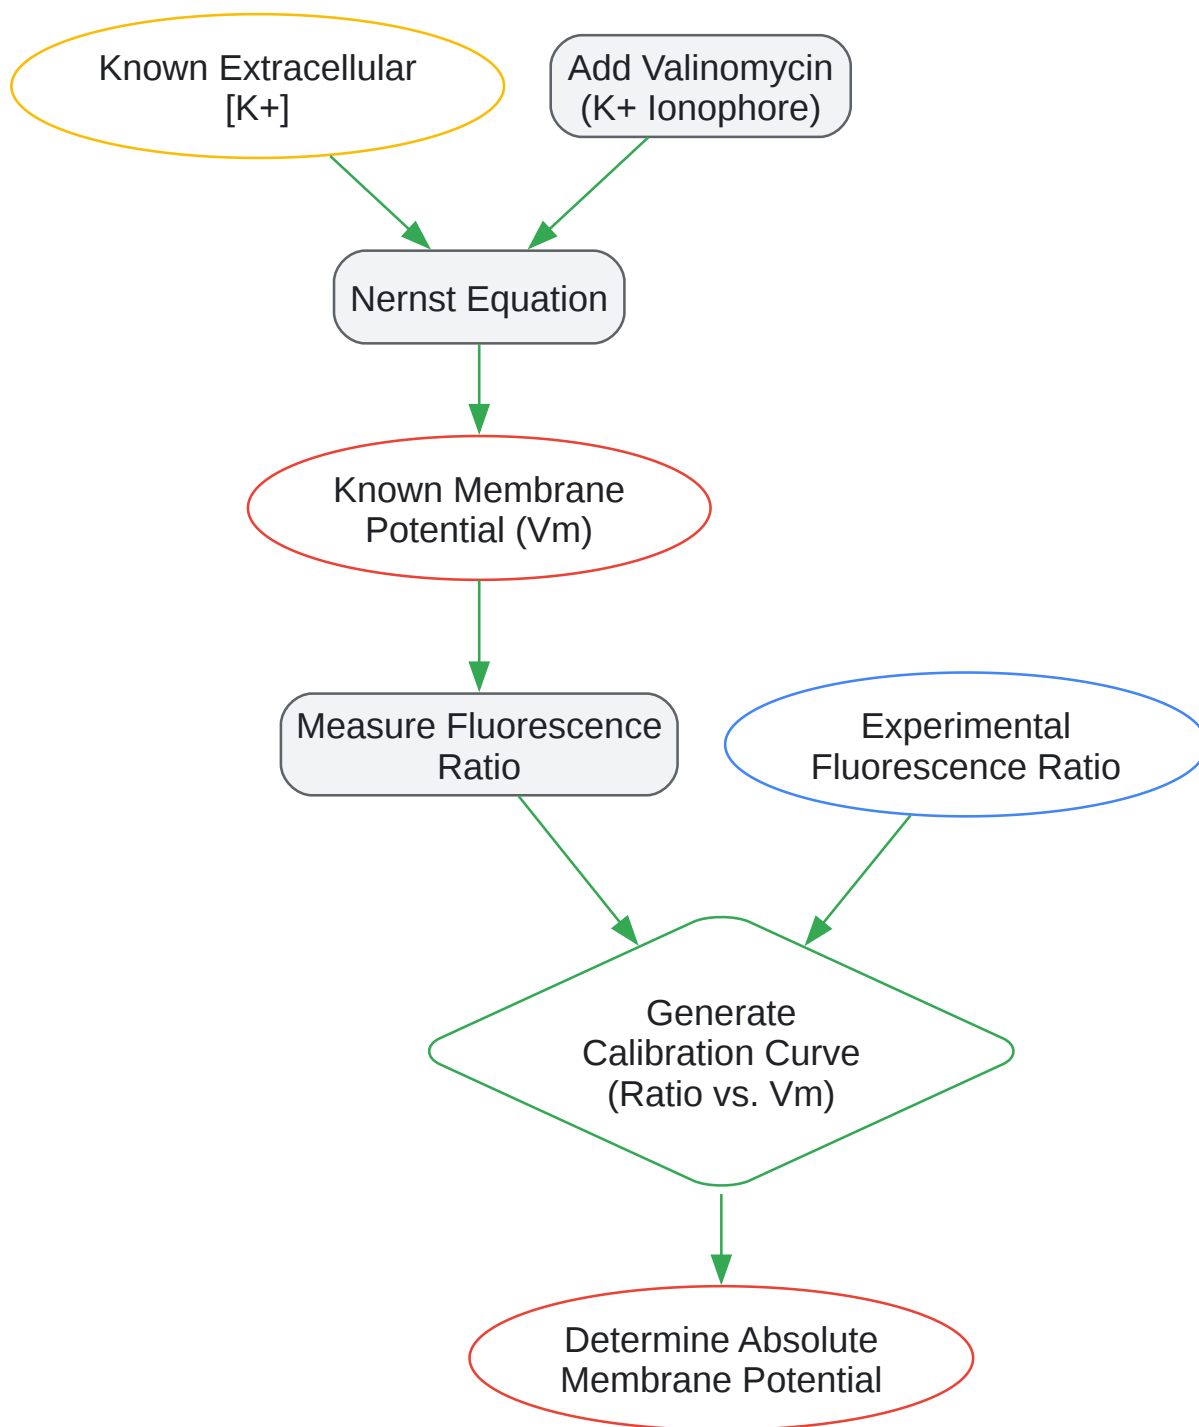 Known Extracellular
[K+]
Add Valinomycin
(K+ Ionophore)
Nernst Equation
Known Membrane
Potential (Vm)
Measure Fluorescence
Ratio
Experimental
Fluorescence Ratio
Generate
Calibration Curve
(Ratio vs. Vm)
Determine Absolute
Membrane Potential